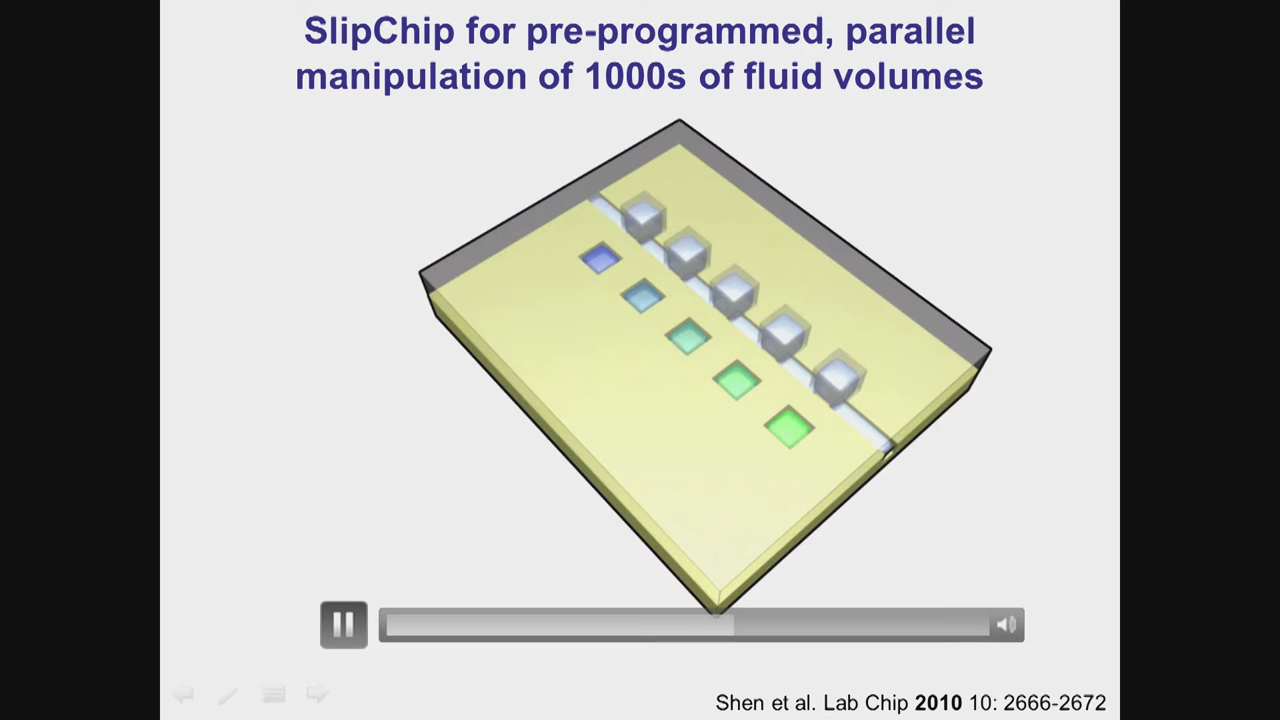 SlipChip for pre-programmed, parallel
manipulation of 1000s of fluid volumes
Shen et al. Lab Chip 2010 10: 2666-2672